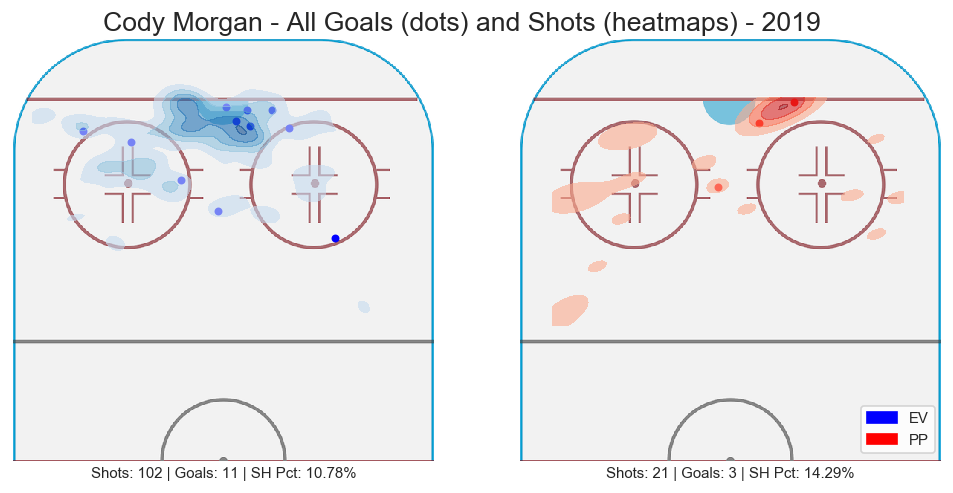 Cody Morgan - All Goals (dots) and Shots (heatmaps) - 2019
EV
PP
Shots: 102 | Goals: 11 | SH Pct: 10.78%
Shots: 21 | Goals: 3 | SH Pct: 14.29%